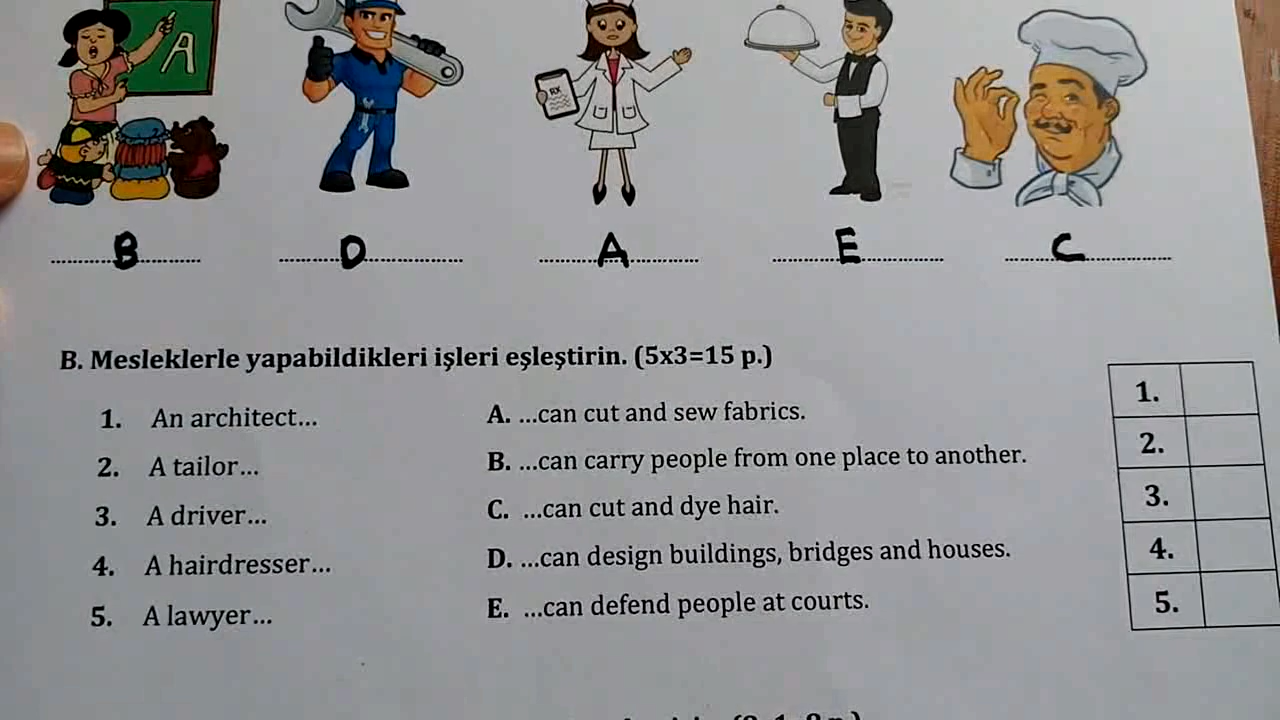 A
RX
B D A E C
B. Mesleklerle yapabildikleri işleri eşleştirin. (5x3=15 p.)
1. An architect... A. ...can cut and sew fabrics. 1.
2. A tailor... B. ...can carry people from one place to another. 2.
3. A driver... C. ...can cut and dye hair. 3.
4. A hairdresser... D. ...can design buildings, bridges and houses. 4.
5. A lawyer... E. ...can defend people at courts. 5.